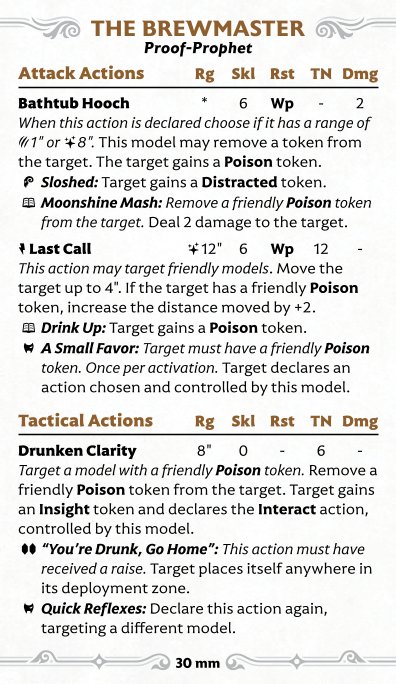 THE BREWMASTER
Proof-Prophet
Attack Actions Rg Skl Rst TN Dmg
Bathtub Hooch * 6 Wp - 2
When this action is declared choose if it has a range of
1" or 8". This model may remove a token from
the target. The target gains a Poison token.
Sloshed: Target gains a Distracted token.
Moonshine Mash: Remove a friendly Poison token
from the target. Deal 2 damage to the target.
Last Call 12" 6 Wp 12 -
This action may target friendly models. Move the
target up to 4". If the target has a friendly Poison
token, increase the distance moved by +2.
Drink Up: Target gains a Poison token.
A Small Favor: Target must have a friendly Poison
token. Once per activation. Target declares an
action chosen and controlled by this model.
Tactical Actions Rg Skl Rst TN Dmg
Drunken Clarity 8" 0 - 6 -
Target a model with a friendly Poison token. Remove a
friendly Poison token from the target. Target gains
an Insight token and declares the Interact action,
controlled by this model.
“You’re Drunk, Go Home”: This action must have
received a raise. Target places itself anywhere in
its deployment zone.
Quick Reflexes: Declare this action again,
targeting a different model.
30 mm